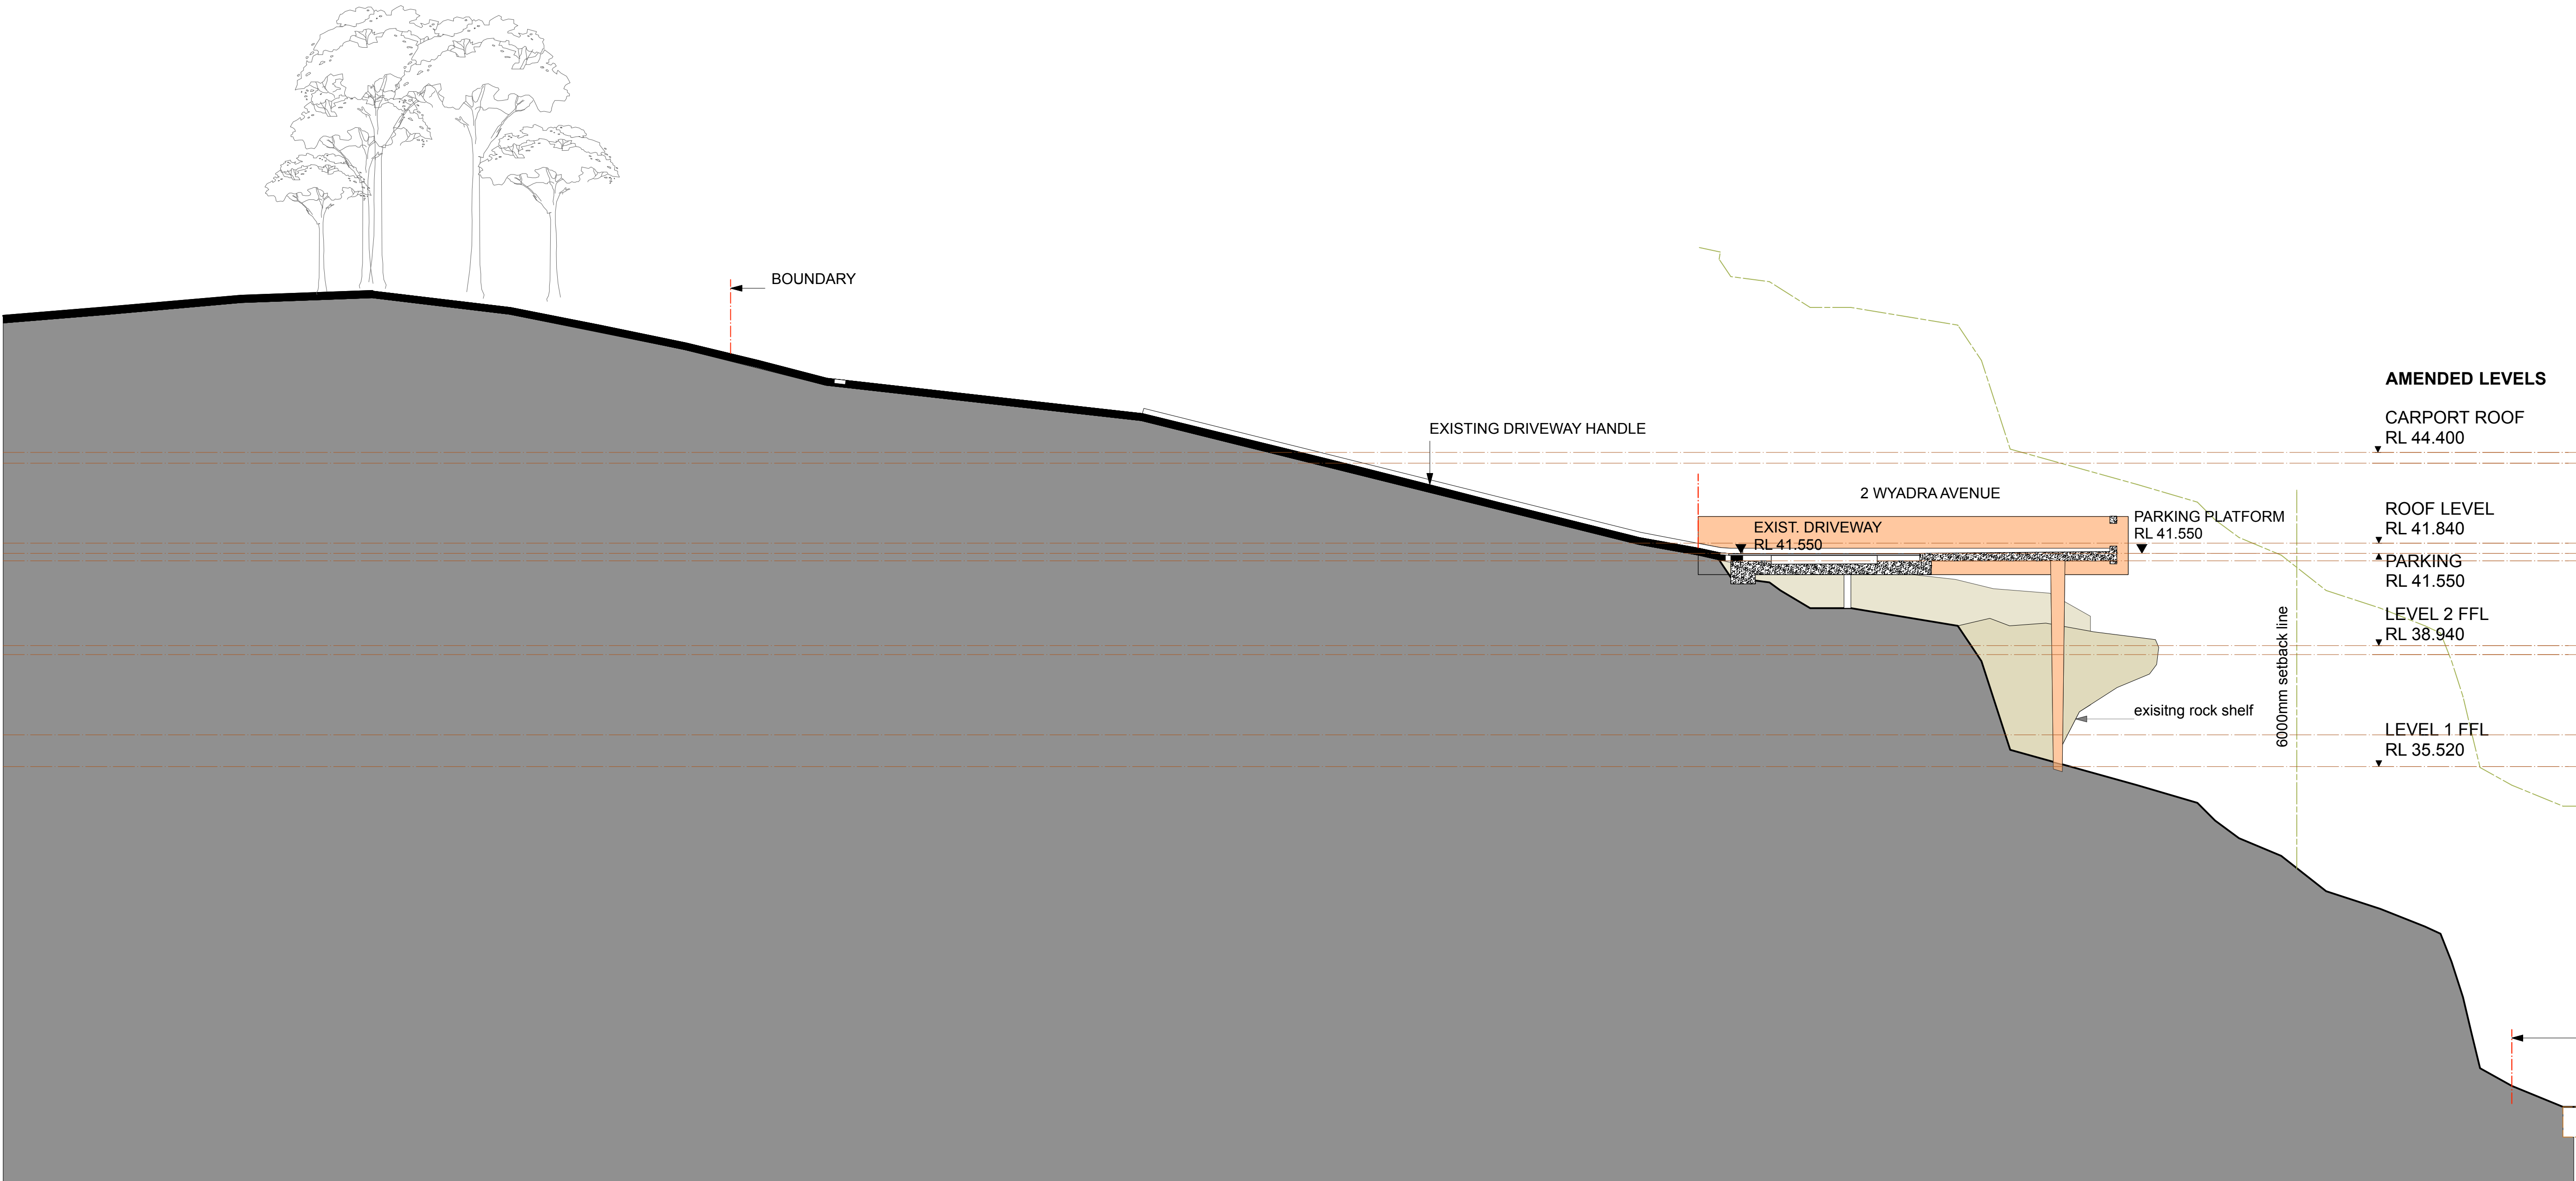 BOUNDARY
EXISTING DRIVEWAY HANDLE
2 WYADRA AVENUE
EXIST. DRIVEWAY
RL 41.550
PARKING PLATFORM
RL 41.550
exisitng rock shelf
6000mm setback line
AMENDED LEVELS
CARPORT ROOF
RL 44.400
ROOF LEVEL
RL 41.840
PARKING
RL 41.550
LEVEL 2 FFL
RL 38.940
LEVEL 1 FFL
RL 35.520